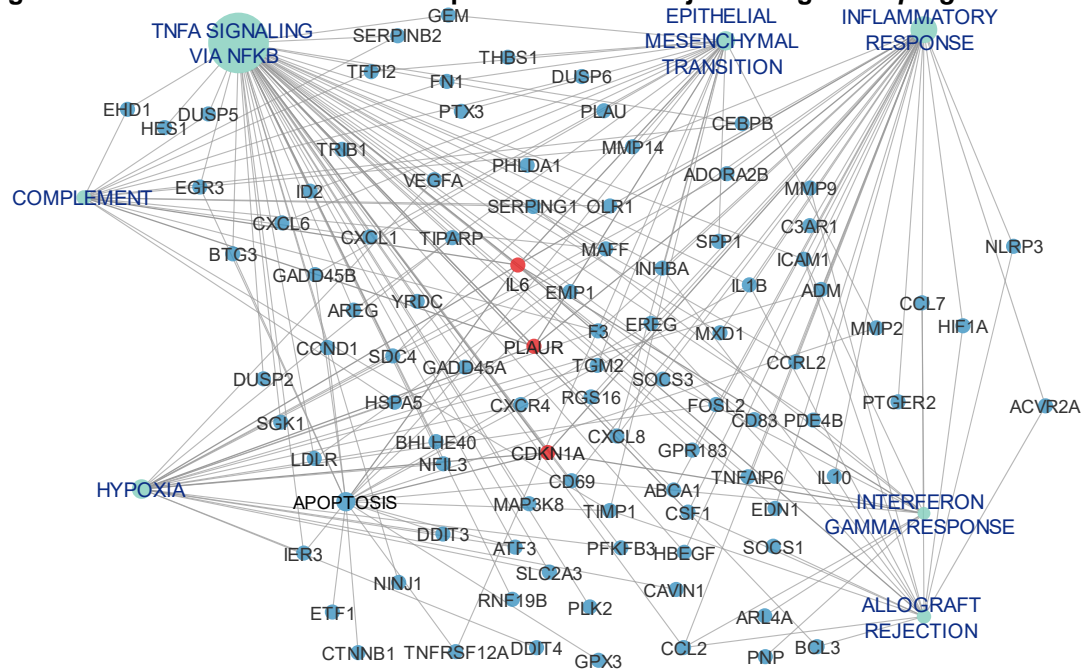 GEM
TNFA SIGNALING
VIA NFKB
EPITHELIAL
MESENCHYMAL
TRANSITION
INFLAMMATORY
RESPONSE
SERPINB2
THBS1
TFPI2
FN1
DUSP6
EHD1
HES1
DUSP5
PTX3
PLAU
CEBPB
TRIB1
MMP14
PHLDA1
ADORA2B
COMPLEMENT
EGR3
ID2
VEGFA
MMP9
SERPING1
OLR1
CXCL6
CXCL1
TIPARP
C3AR1
BTG3
MAFF
SPP1
NLRP3
GADD45B
IL6
INHBA
ICAM1
EMP1
IL1B
ADM
AREG
YRDC
CCL7
F3
EREG
MXD1
MMP2
HIF1A
CCND1
SDC4
PLAUR
GADD45A
TGM2
CCRL2
DUSP2
SOCS3
HSPA5
CXCR4
RGS16
FOSL2
PTGER2
ACVR2A
SGK1
CD83
PDE4B
BHLHE40
CXCL8
LDLR
NFIL3
CDKN1A
GPR183
HYPOXIA
CD69
TNFAIP6
IL10
APOPTOSIS
MAP3K8
TIMP1
ABCA1
CSF1
EDN1
INTERFERON
GAMMA RESPONSE
DDIT3
IER3
ATF3
PFKFB3
HBEGF
SOCS1
SLC2A3
NINJ1
CAVIN1
RNF19B
PLK2
ETF1
ARL4A
ALLOGRAFT
REJECTION
CTNNB1
TNFRSF12A
DDIT4
GPX3
CCL2
PNP
BCL3